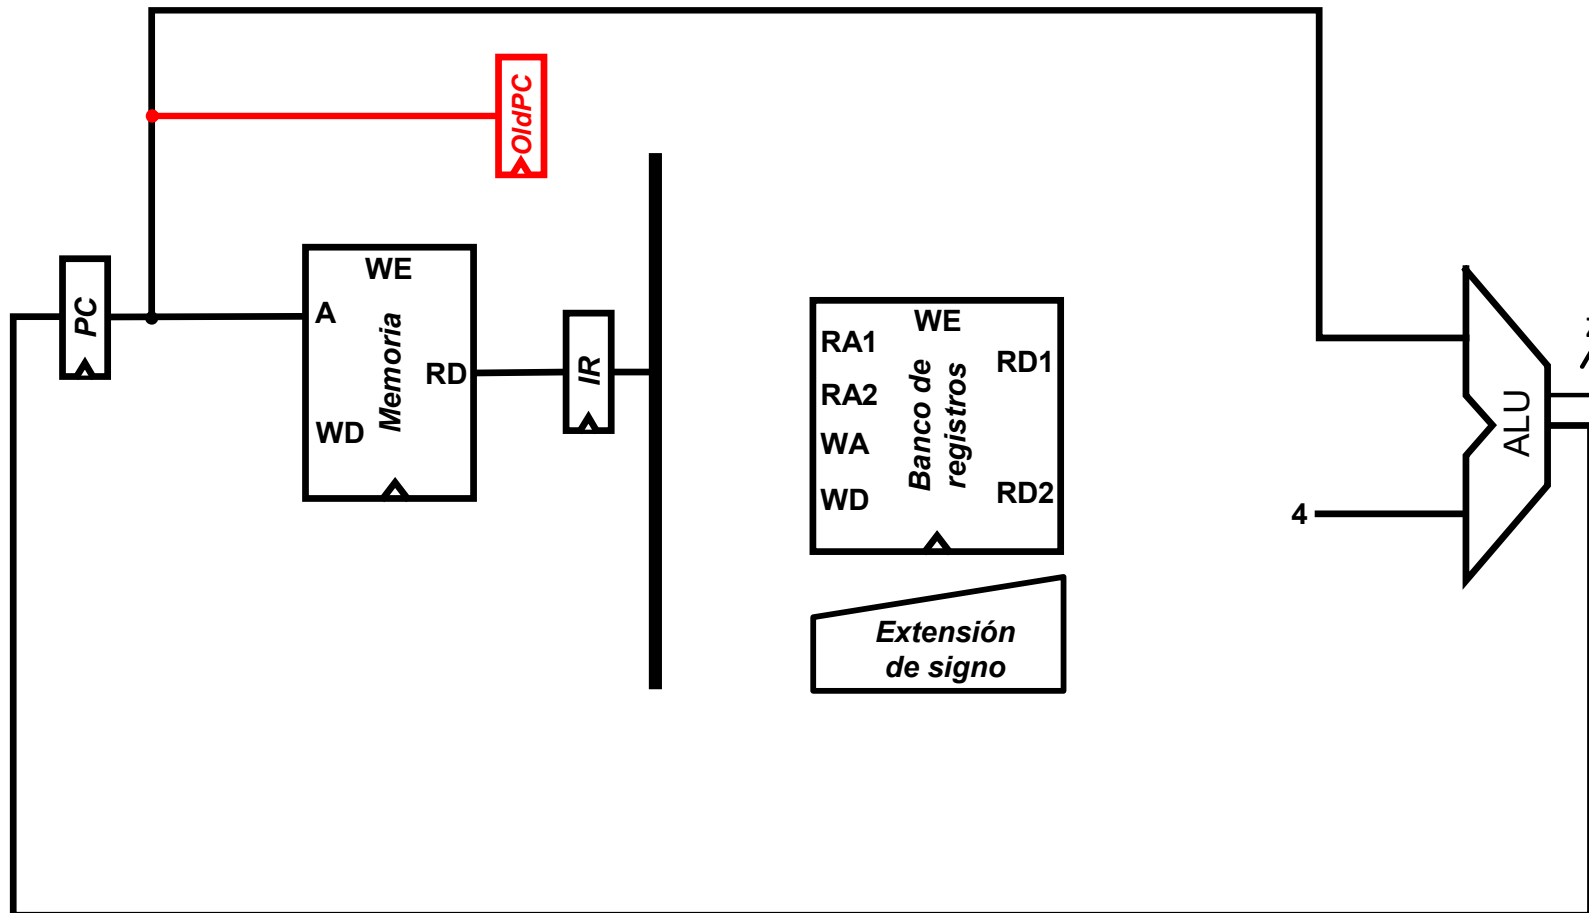 OldPC
PC
WE
A
Memoria
RD
WD
IR
WE
RA1
RD1
RA2
Banco de
registros
WA
WD
RD2
Extensión
de signo
4
ALU